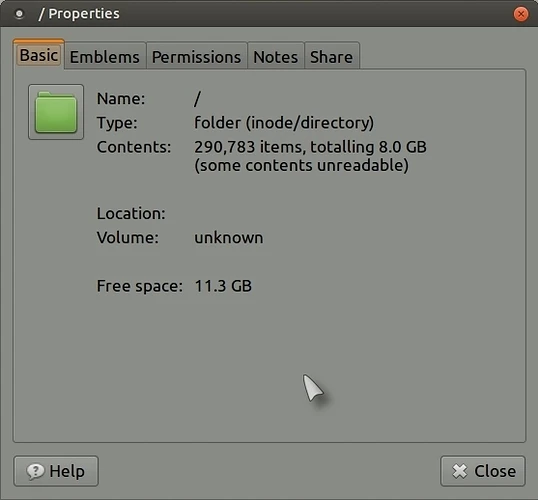 / Properties
Basic Emblems Permissions Notes Share
Name: /
Type: folder (inode/directory)
Contents: 290,783 items, totalling 8.0 GB
(some contents unreadable)
Location:
Volume: unknown
Free space: 11.3 GB
Help Close